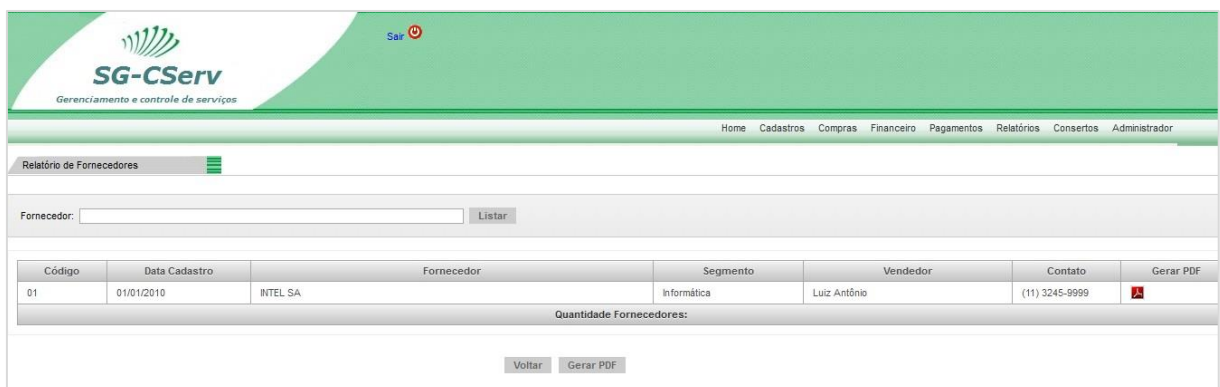 Sair
SG-CServ
Gerenciamento e controle de serviços
Home Cadastros Compras Financeiro Pagamentos Relatórios Consertos Administrador
Relatório de Fornecedores
Fornecedor: Listar
Código Data Cadastro Fornecedor Segmento Vendedor Contato Gerar PDF
01 01/01/2010 INTEL SA Informática Luiz Antônio (11) 3245-9999
Quantidade Fornecedores:
Voltar Gerar PDF